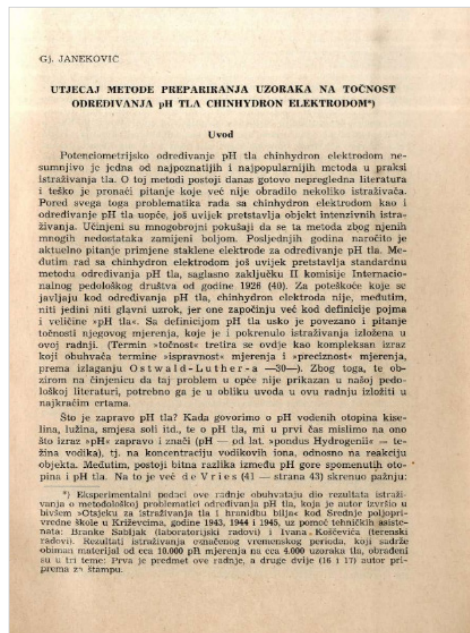 Gj. JANEKOVIĆ
UTJECAJ METODE PREPARIRANJA UZORAKA NA TOČNOST
ODREĐIVANJA pH TLA CHINHYDRON ELEKTRODOM*)
Uvod
Potenciometrijsko određivanje pH tla chinhydron elektrodom ne-
sumnjivo je jedna od najpoznatijih i najpopularnijih metoda u praksi
istraživanja tla. O toj metodi postoji danas gotovo nepregledna literatura
i teško je pronaći pitanje koje već nije obradilo nekoliko istraživača.
Pored svega toga problematika rada sa chinhydron elektrodom kao i
određivanje pH tla uopće, još uvijek pretstavlja objekt intenzivnih istra-
živanja. Učinjeni su mnogobrojni pokušaji da se ta metoda zbog njenih
mnogih nedostataka zamijeni boljom. Posljednjih godina naročito je
aktuelno pitanje primjene staklene elektrode za određivanje pH tla. Me-
đutim rad sa chinhydron elektrodom još uvijek pretstavlja standardnu
metodu određivanja pH tla, saglasno zaključku II komisije Internacio-
nalnog pedološkog društva od godine 1926 (40). Za poteškoće koje se
javljaju kod određivanja pH tla, chinhydron elektroda nije, međutim,
niti jedini niti glavni uzrok, jer one započinju već kod definicije pojma
i veličine »pH tla«. Sa definicijom pH tla usko je povezano i pitanje
točnosti njegovog mjerenja, koje je i pokrenulo istraživanja izložena u
ovoj radnji. (Termin »točnost« tretira se ovdje kao kompleksan izraz
koji obuhvaća termine »ispravnost« mjerenja i »preciznost« mjerenja,
prema izlaganju Ostwald-Luther-a —30—). Zbog toga, te ob-
zirom na činjenicu da taj problem u opće nije prikazan u našoj pedo-
loškoj literaturi, potrebno ga je u obliku uvoda u ovu radnju izložiti u
najkraćim crtama.
Što je zapravo pH tla? Kada govorimo o pH vodenih otopina kise-
lina, lužina, smjesa soli itd., te o pH tla, mi u prvi čas mislimo na ono
što izraz »pH« zapravo i znači (pH — od lat. »pondus Hydrogenii« — te-
žina vodika), tj. na koncentraciju vodikovih iona, odnosno na reakciju
objekta. Međutim, postoji bitna razlika između pH gore spomenutih oto-
pina i pH tla. Na to je već de Vries (41 — strana 43) skrenuo pažnju:
*) Eksperimentalni podaci ove radnje obuhvataju dio rezultata istraži-
vanja o metodološkoj problematici određivanja pH tla, koja je autor izvršio u
bivšem »Otsjeku za istraživanja tla i hranidbu bilja« kod Srednje poljopri-
vredne škole u Križevcima, godine 1943, 1944 i 1945, uz pomoć tehničkih asiste-
nata: Branke Sabljak (laboratorijski radovi) i Ivana Koščevića (terenski
radovi). Rezultati istraživanja označenog vremenskog perioda, koji sadrže
obiman materijal od cca 10.000 pH mjerenja na cca 4.000 uzoraka tla, obrađeni
su u tri teme: Prva je predmet ove radnje, a druge dvije (16 i 17) autor pri-
prema za štampu.